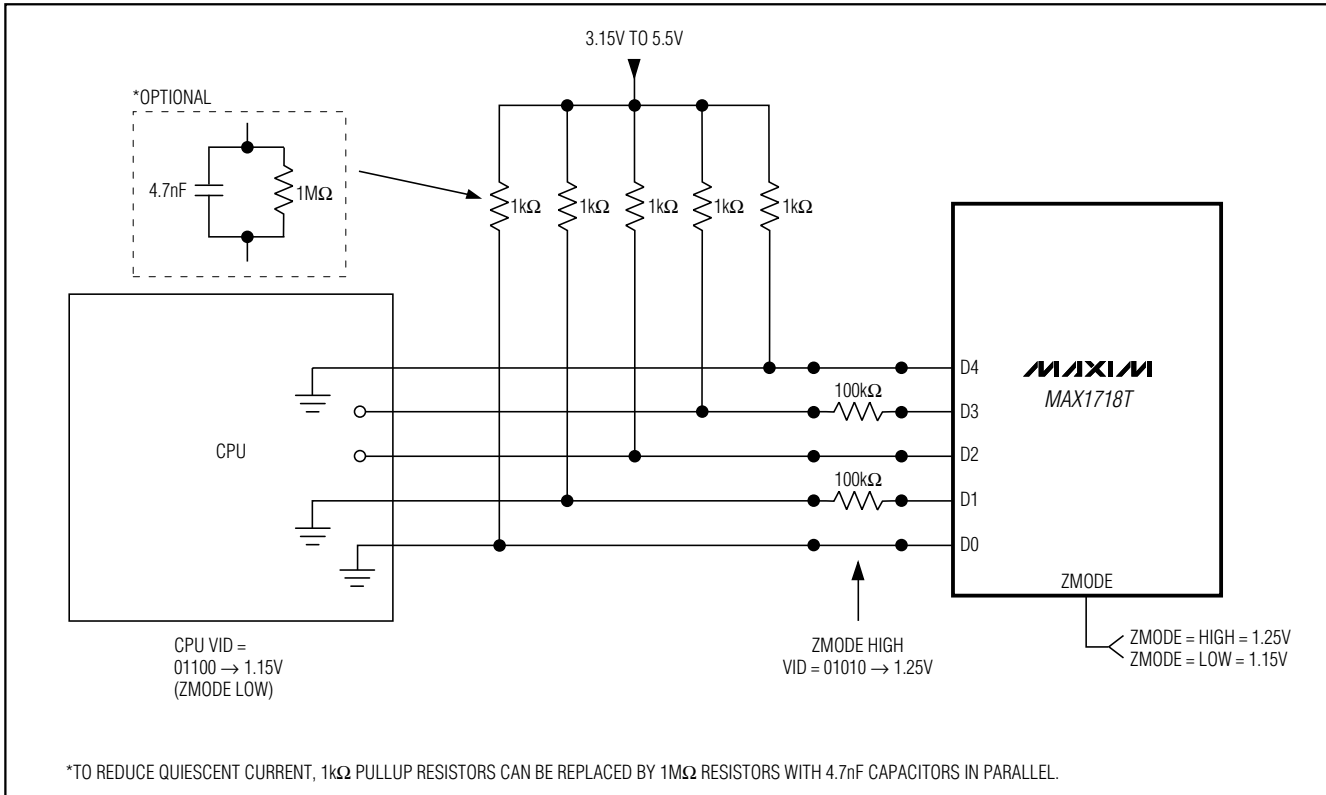 3.15V TO 5.5V
*OPTIONAL
4.7nF
1MΩ
1kΩ
1kΩ
1kΩ
1kΩ
1kΩ
CPU
D4
100kΩ
D3
D2
100kΩ
D1
D0
MAXIM
MAX1718T
ZMODE
CPU VID =
01100 → 1.15V
(ZMODE LOW)
ZMODE HIGH
VID = 01010 → 1.25V
ZMODE = HIGH = 1.25V
ZMODE = LOW = 1.15V
*TO REDUCE QUIESCENT CURRENT, 1kΩ PULLUP RESISTORS CAN BE REPLACED BY 1MΩ RESISTORS WITH 4.7nF CAPACITORS IN PARALLEL.